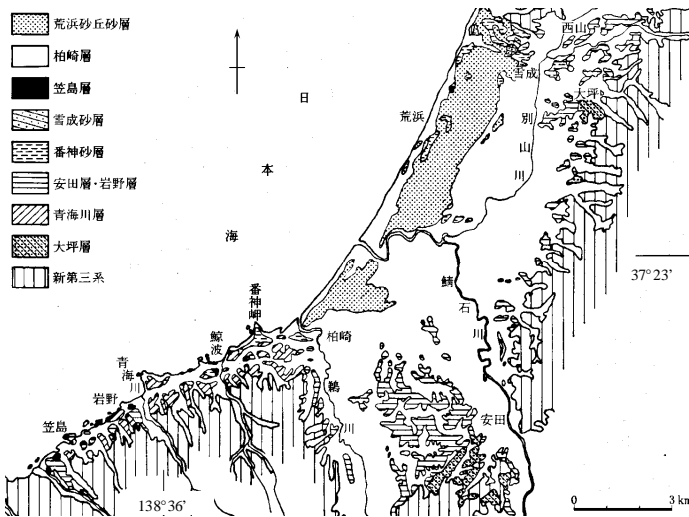 荒浜砂丘砂層
柏崎層
笠島層
雪成砂層
番神砂層
安田層・岩野層
青海川層
大坪層
新第三系
日
本
海
西山
雪成
大坪
荒浜
別山川
37°23′
鯖石川
番神岬
鯨波
柏崎
青海川
岩野
鵜川
安田
笠島
138°36′
0 3 km